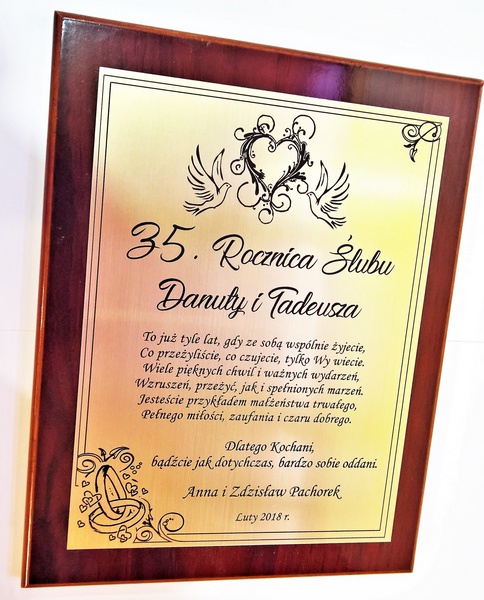 35. Rocznica Ślubu
Danuty i Tadeusza
To już tyle lat, gdy ze sobą wspólnie żyjecie,
Co przeżyliście, co czujecie, tylko Wy wiecie.
Wiele pięknych chwil i ważnych wydarzeń,
Wzruszeń, przeżyć, jak i spełnionych marzeń.
Jesteście przykładem małżeństwa trwałego,
Pełnego miłości, zaufania i czaru dobrego.
Dlatego Kochani,
bądźcie jak dotychczas, bardzo sobie oddani.
Anna i Zdzisław Pachorek
Luty 2018 r.